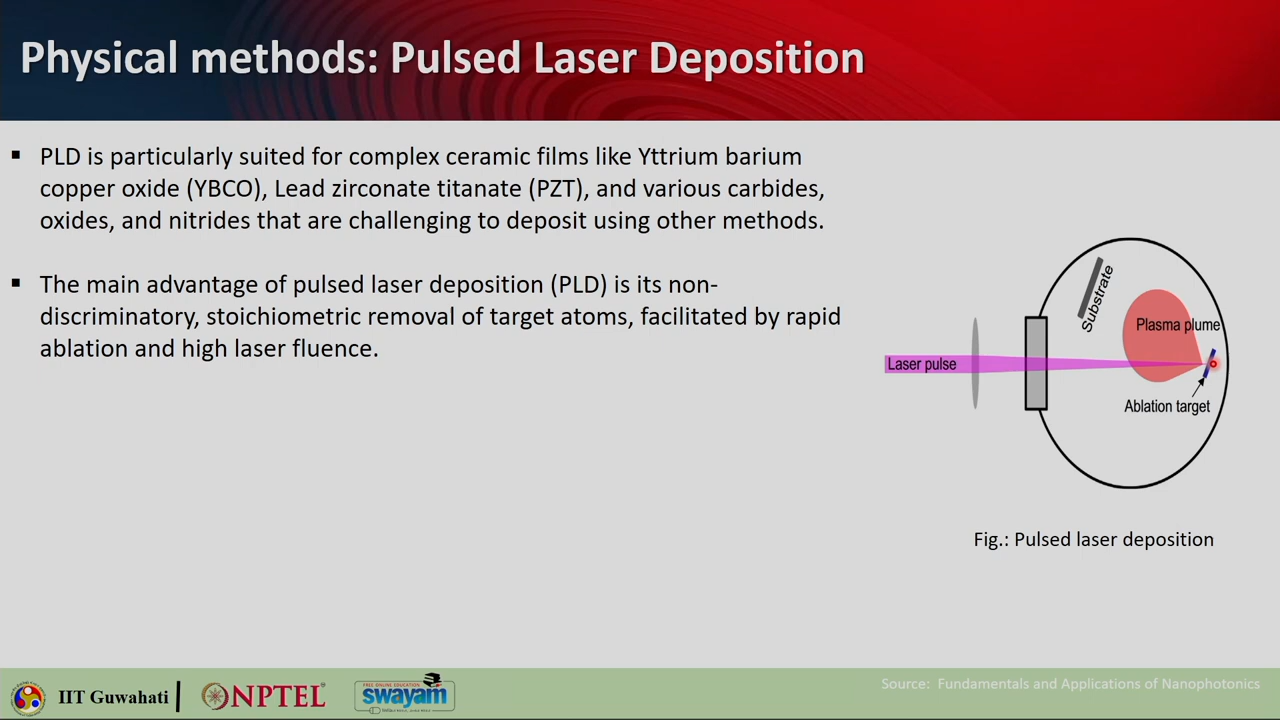 Physical methods: Pulsed Laser Deposition
▪ PLD is particularly suited for complex ceramic films like Yttrium barium
copper oxide (YBCO), Lead zirconate titanate (PZT), and various carbides,
oxides, and nitrides that are challenging to deposit using other methods.
▪ The main advantage of pulsed laser deposition (PLD) is its non-
discriminatory, stoichiometric removal of target atoms, facilitated by rapid
ablation and high laser fluence.
Substrate
Plasma plume
Laser pulse
Ablation target
Fig.: Pulsed laser deposition
IIT Guwahati
NPTEL
FREE ONLINE EDUCATION
swayam
Source: Fundamentals and Applications of Nanophotonics